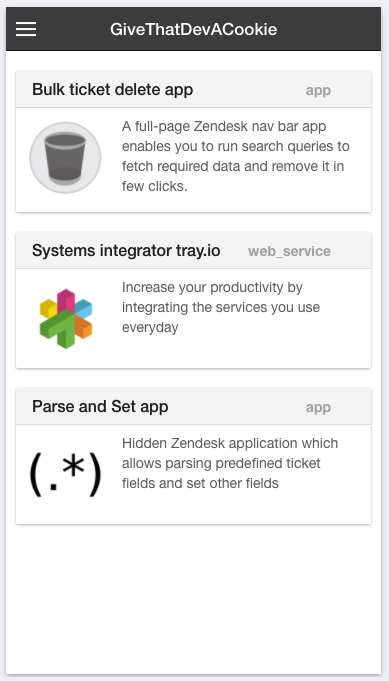 GiveThatDevACookie
Bulk ticket delete app app
A full-page Zendesk nav bar app
enables you to run search queries to
fetch required data and remove it in
few clicks.
Systems integrator tray.io web_service
Increase your productivity by
integrating the services you use
everyday
Parse and Set app app
Hidden Zendesk application which
allows parsing predefined ticket
fields and set other fields
(.*)